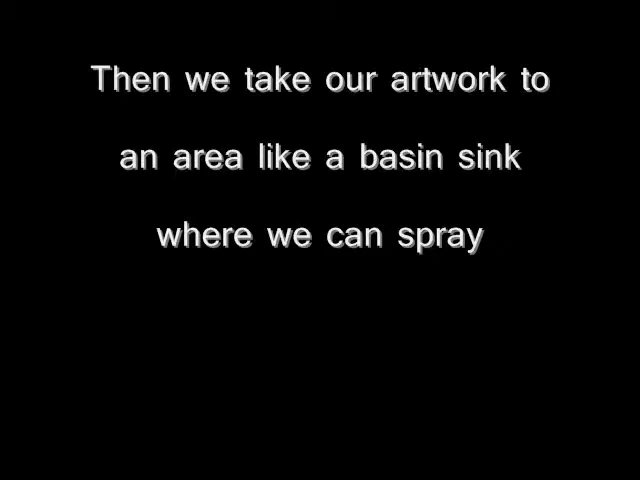 Then we take our artwork to
an area like a basin sink
where we can spray